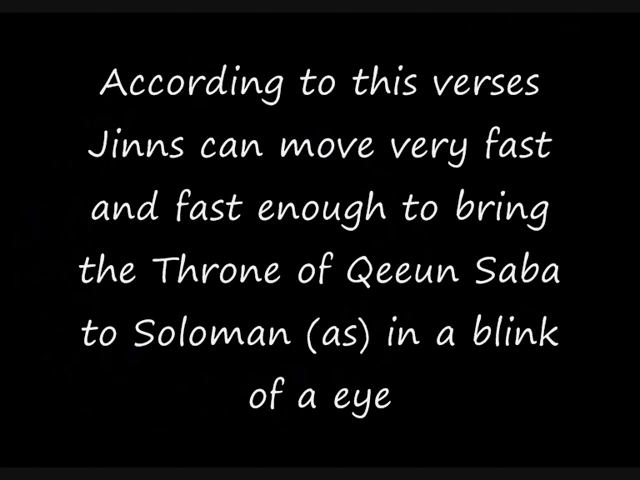 According to this verses
Jinns can move very fast
and fast enough to bring
the Throne of Qeeun Saba
to Soloman (as) in a blink
of a eye